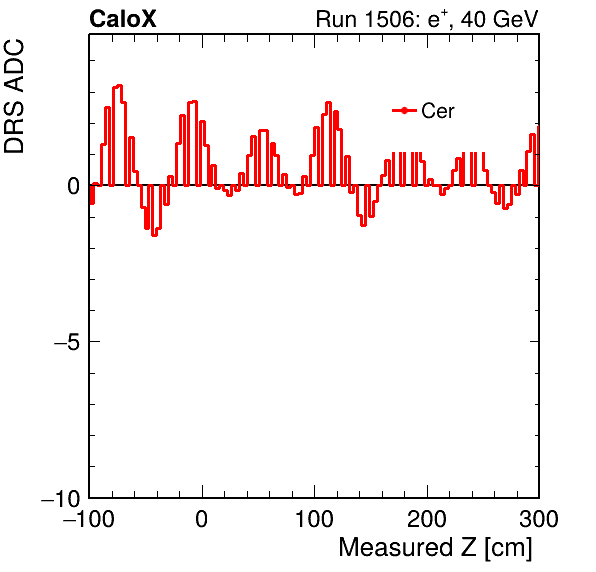 CaloX Run 1506: e⁺, 40 GeV
DRS ADC
Cer
0
−5
−10
−100 0 100 200 300
Measured Z [cm]